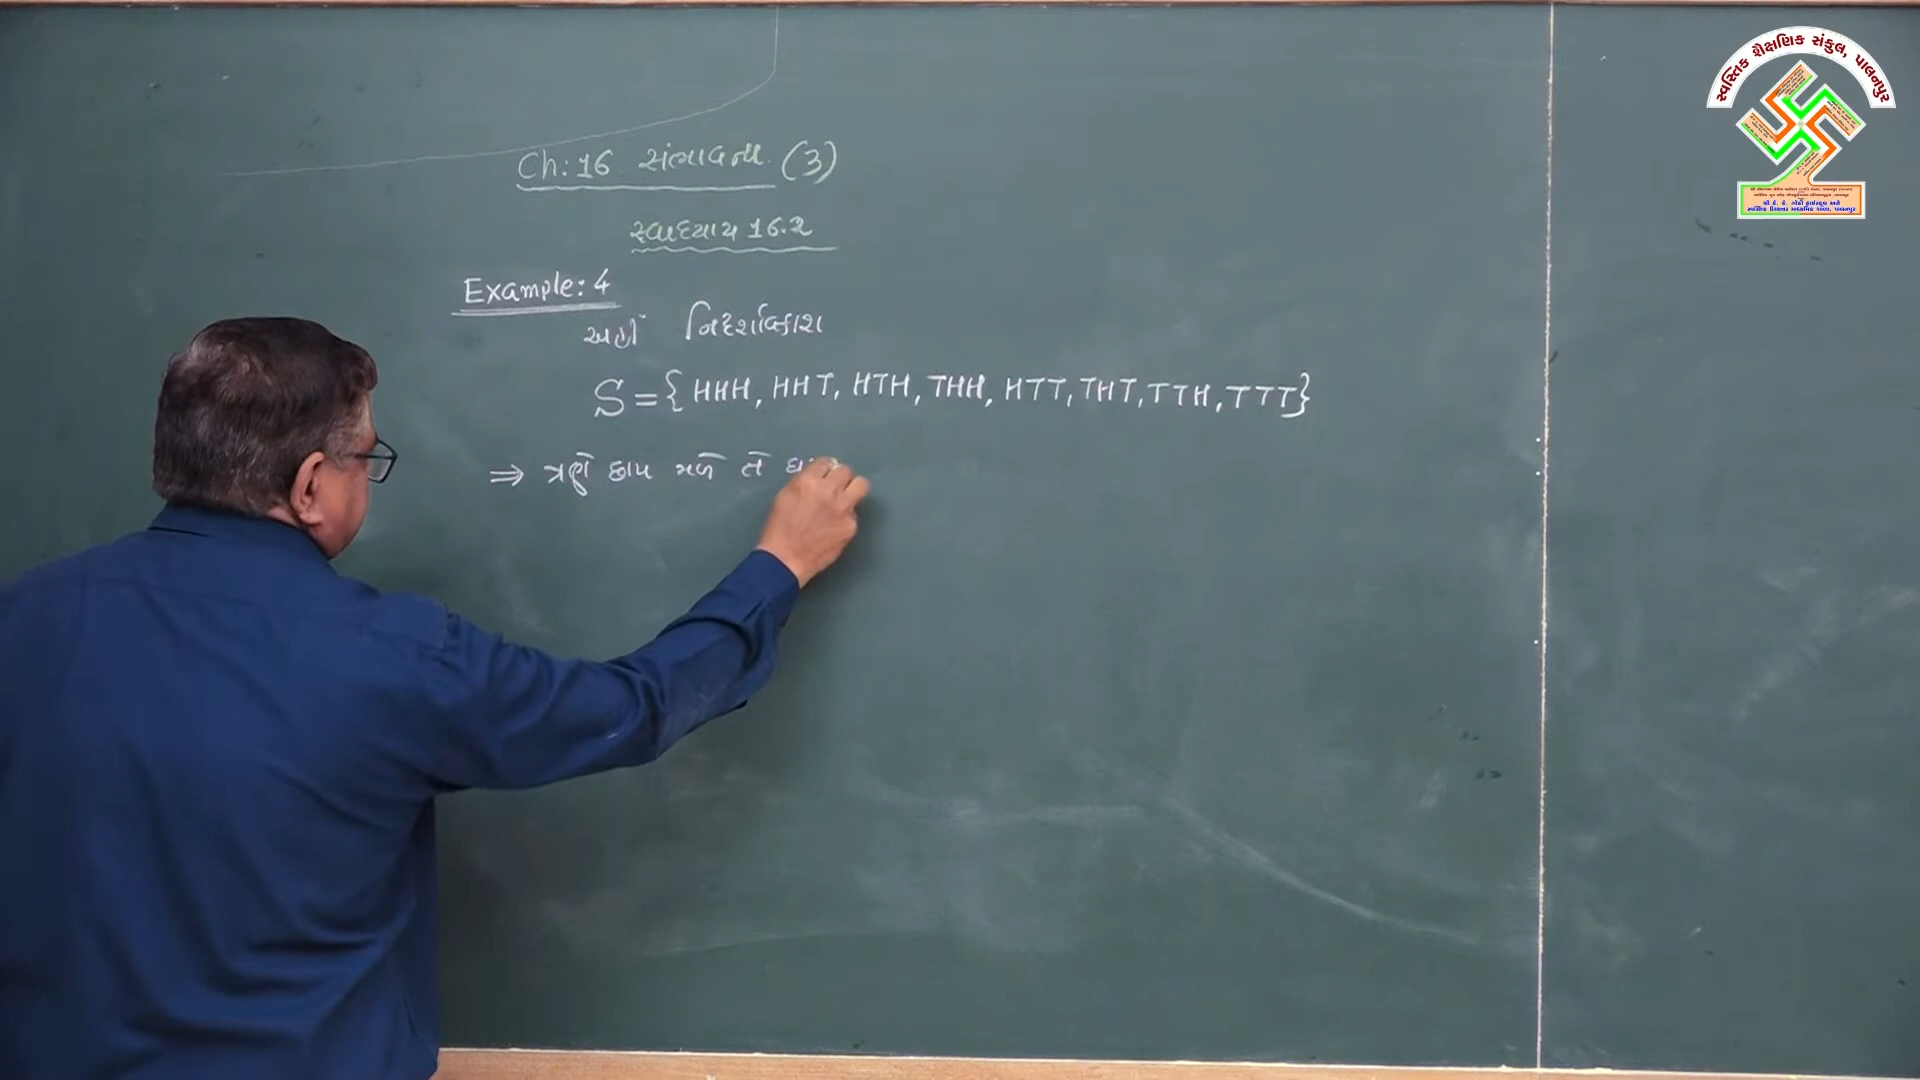 સ્વસ્તિક શૈક્ષણિક સંકુલ, પાલનપુર
Ch: 16 સંભાવના (3)
સ્વાધ્યાય 16.2
Example: 4
અહીં નિદર્શાવકાશ
S = { HHH, HHT, HTH, THH, HTT, THT, TTH, TTT}
⇒ ત્રણે છાપ મળે તે